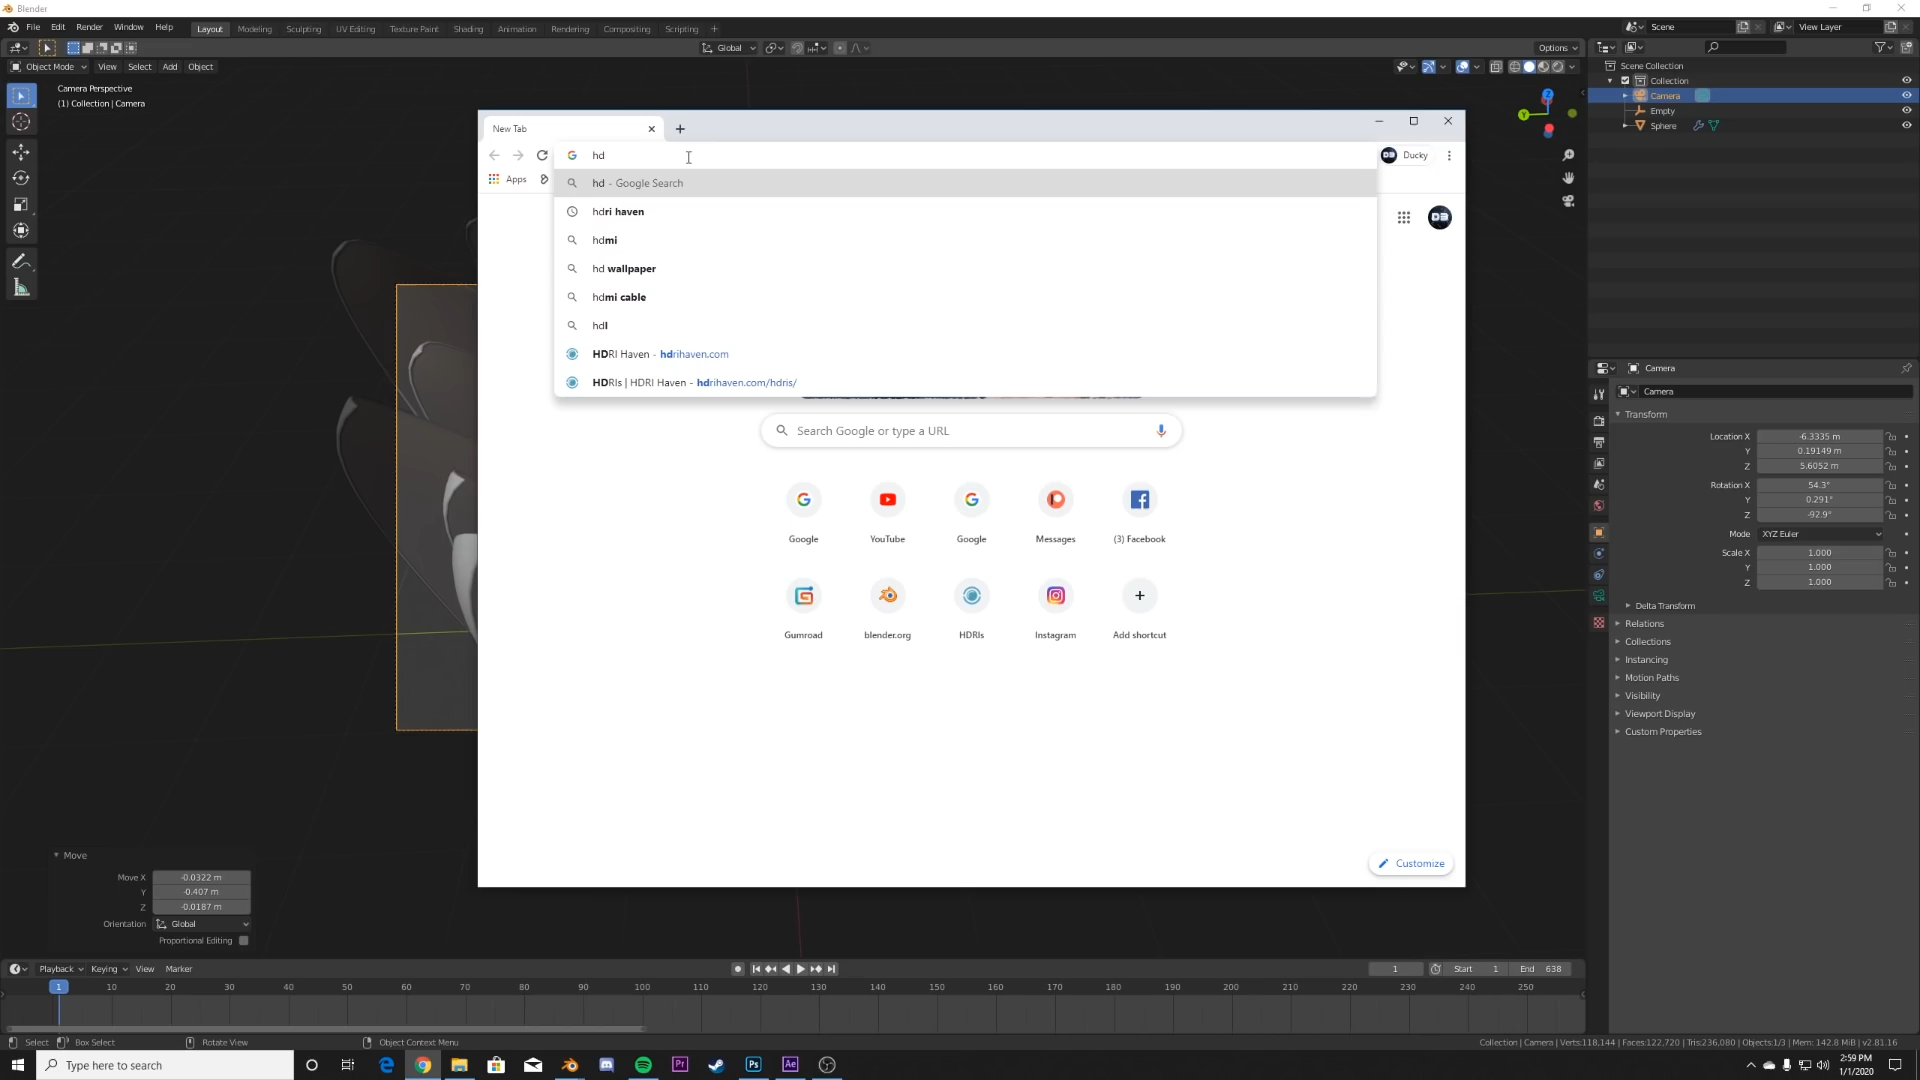 Blender
File Edit Render Window Help
Layout Modeling Sculpting UV Editing Texture Paint Shading Animation Rendering Compositing Scripting +
Scene
View Layer
Global
Options
Object Mode View Select Add Object
Camera Perspective
(1) Collection | Camera
Scene Collection
Collection
Camera
Empty
Sphere
New Tab
hd
Ducky
Apps
hd - Google Search
hdri haven
hdmi
hd wallpaper
hdmi cable
hdl
HDRI Haven - hdrihaven.com
HDRIs | HDRI Haven - hdrihaven.com/hdris/
Search Google or type a URL
Google YouTube Google Messages (3) Facebook
Gumroad blender.org HDRIs Instagram Add shortcut
Customize
Camera
Camera
Transform
Location X -6.3335 m
Y 0.19149 m
Z 5.6052 m
Rotation X 54.3°
Y 0.291°
Z -92.9°
Mode XYZ Euler
Scale X 1.000
Y 1.000
Z 1.000
Delta Transform
Relations
Collections
Instancing
Motion Paths
Visibility
Viewport Display
Custom Properties
Move
Move X -0.0322 m
Y -0.407 m
Z -0.0187 m
Orientation Global
Proportional Editing
Playback Keying View Marker
1 Start 1 End 638
1 10 20 30 40 50 60 70 80 90 100 110 120 130 140 150 160 170 180 190 200 210 220 230 240 250
Select Box Select Rotate View Object Context Menu
Collection | Camera | Verts:118,144 | Faces:122,720 | Tris:236,080 | Objects:1/3 | Mem: 142.8 MiB | v2.81.16
Type here to search
2:59 PM
1/1/2020